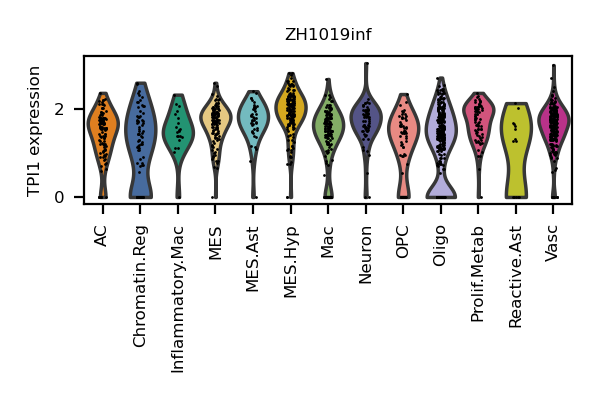 ZH1019inf
TPI1 expression
2
0
AC
Chromatin.Reg
Inflammatory.Mac
MES
MES.Ast
MES.Hyp
Mac
Neuron
OPC
Oligo
Prolif.Metab
Reactive.Ast
Vasc